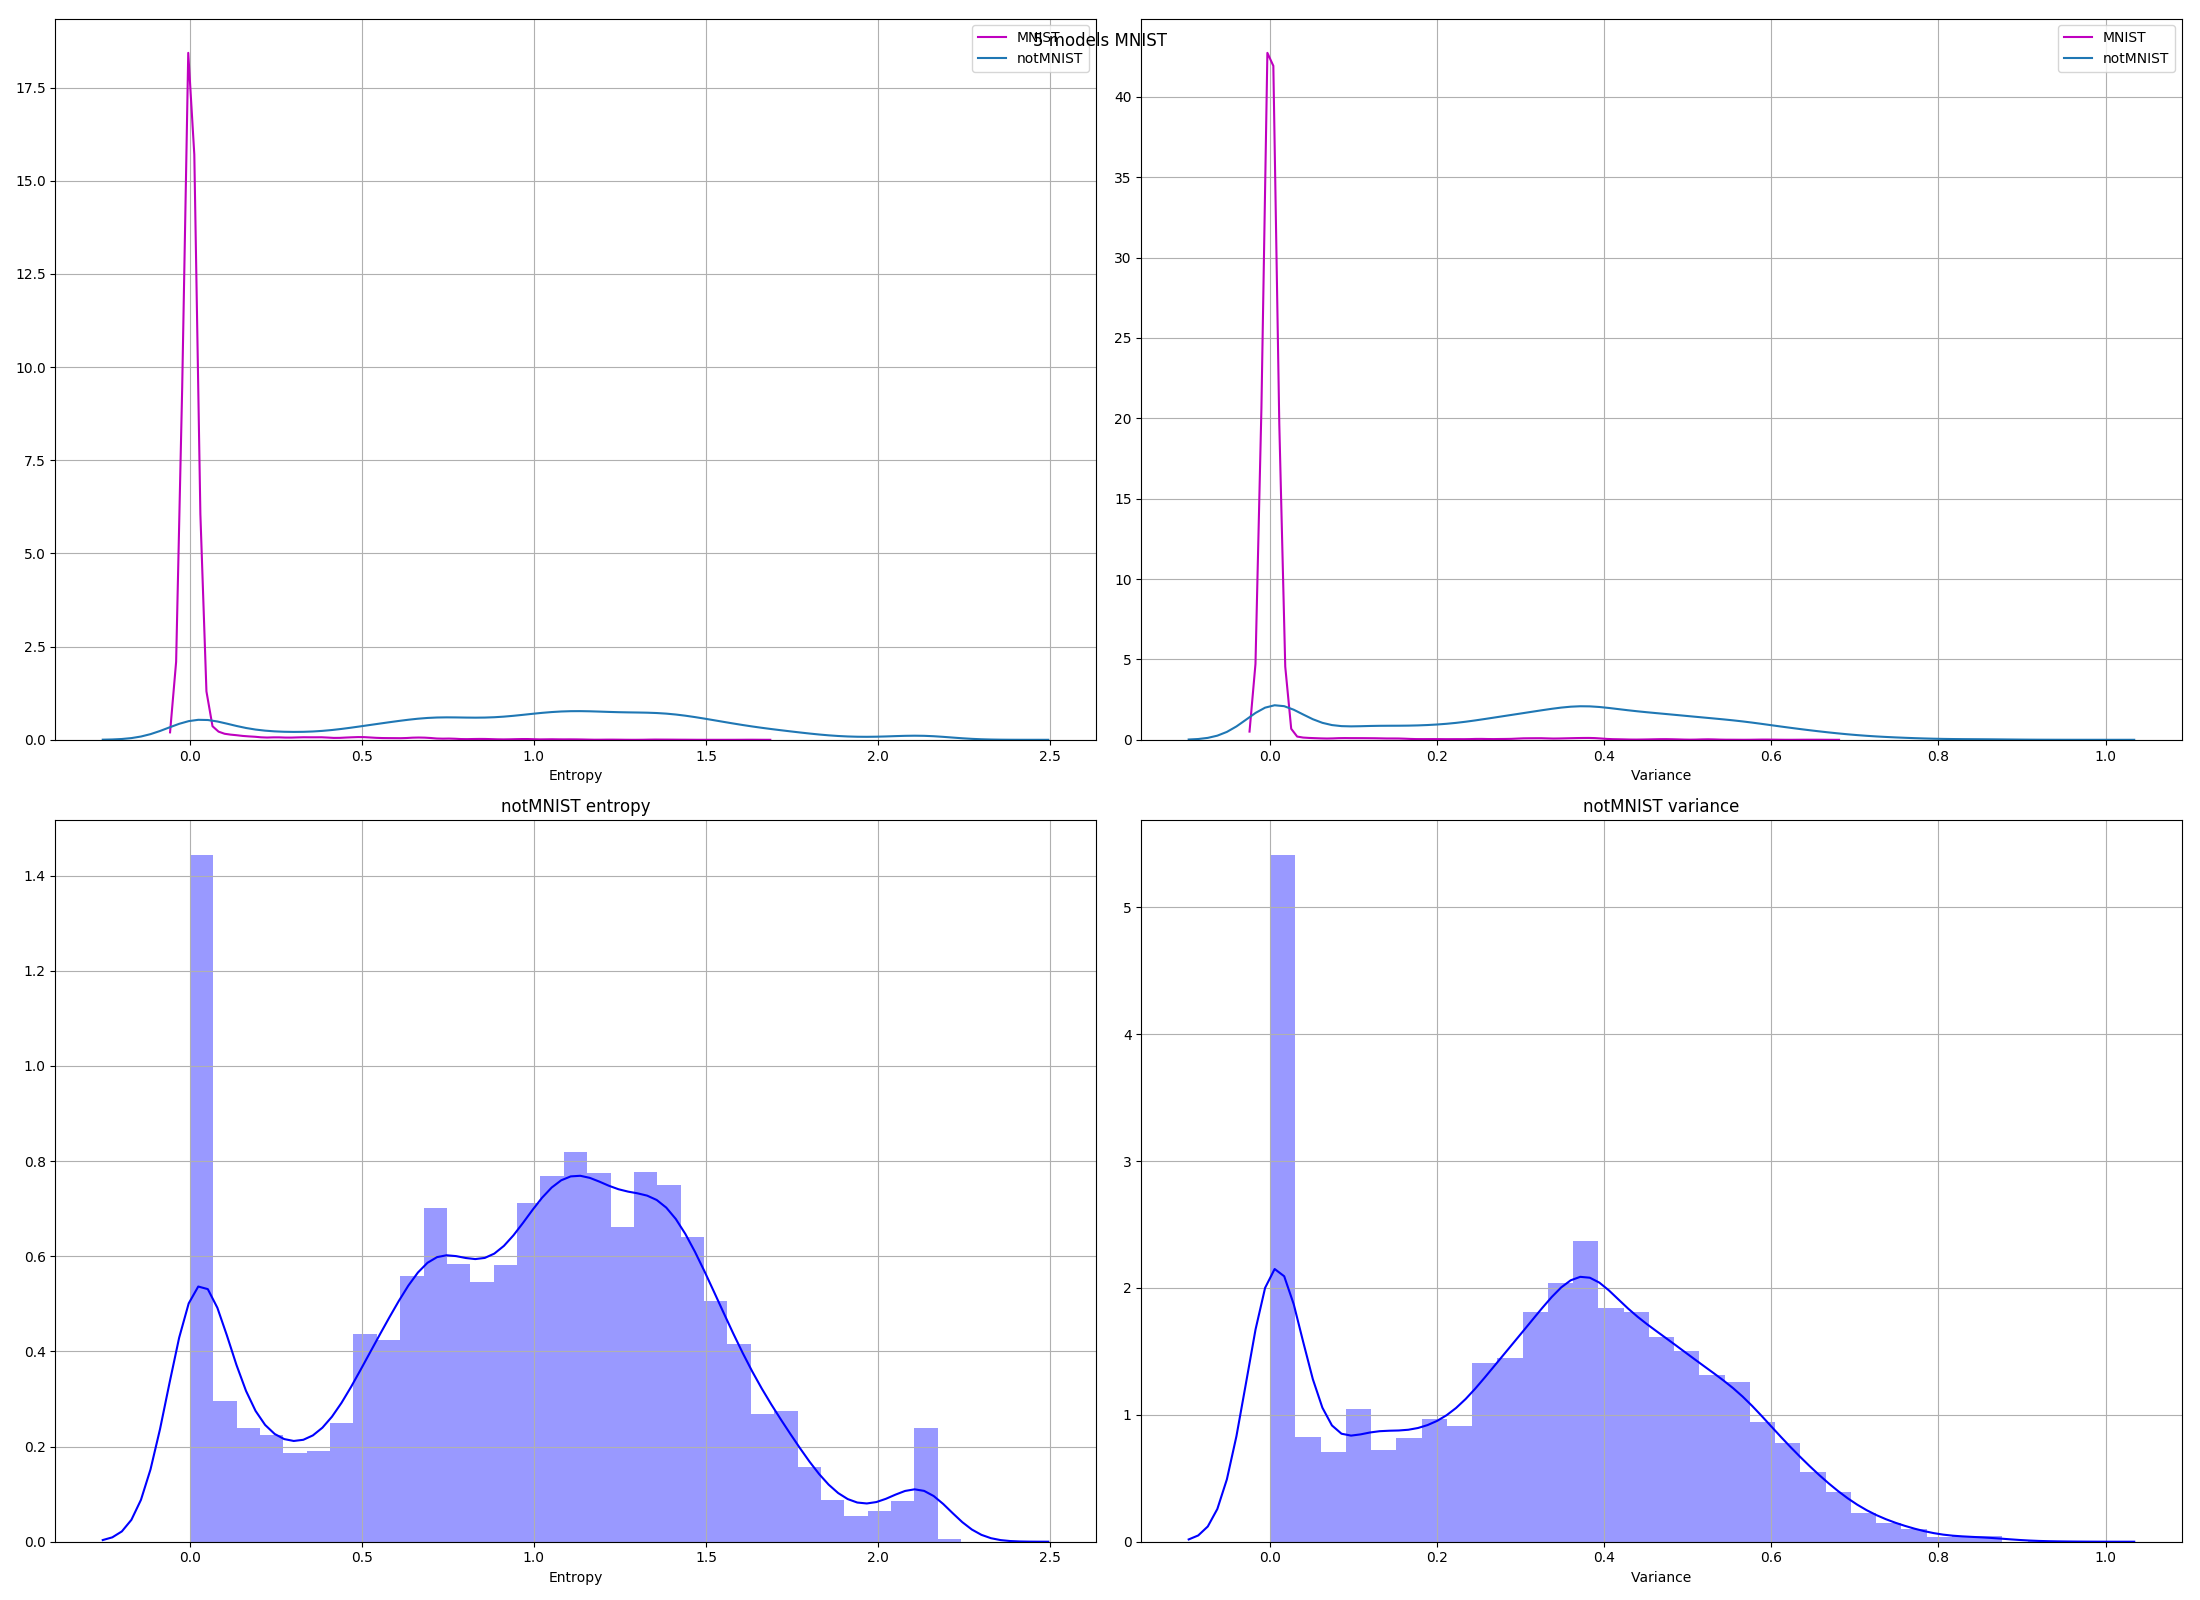 5 models MNIST
MNIST
notMNIST
17.5
15.0
12.5
10.0
7.5
5.0
2.5
0.0
0.0 0.5 1.0 1.5 2.0 2.5
Entropy
MNIST
notMNIST
40
35
30
25
20
15
10
5
0
0.0 0.2 0.4 0.6 0.8 1.0
Variance
notMNIST entropy
1.4
1.2
1.0
0.8
0.6
0.4
0.2
0.0
0.0 0.5 1.0 1.5 2.0 2.5
Entropy
notMNIST variance
5
4
3
2
1
0
0.0 0.2 0.4 0.6 0.8 1.0
Variance